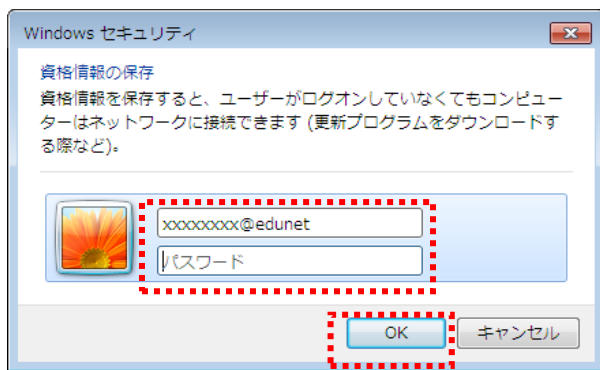 Windows セキュリティ
資格情報の保存
資格情報を保存すると、ユーザーがログオンしていなくてもコンピュー
ターはネットワークに接続できます (更新プログラムをダウンロードす
る際など)。
xxxxxxxx@edunet
パスワード
OK キャンセル